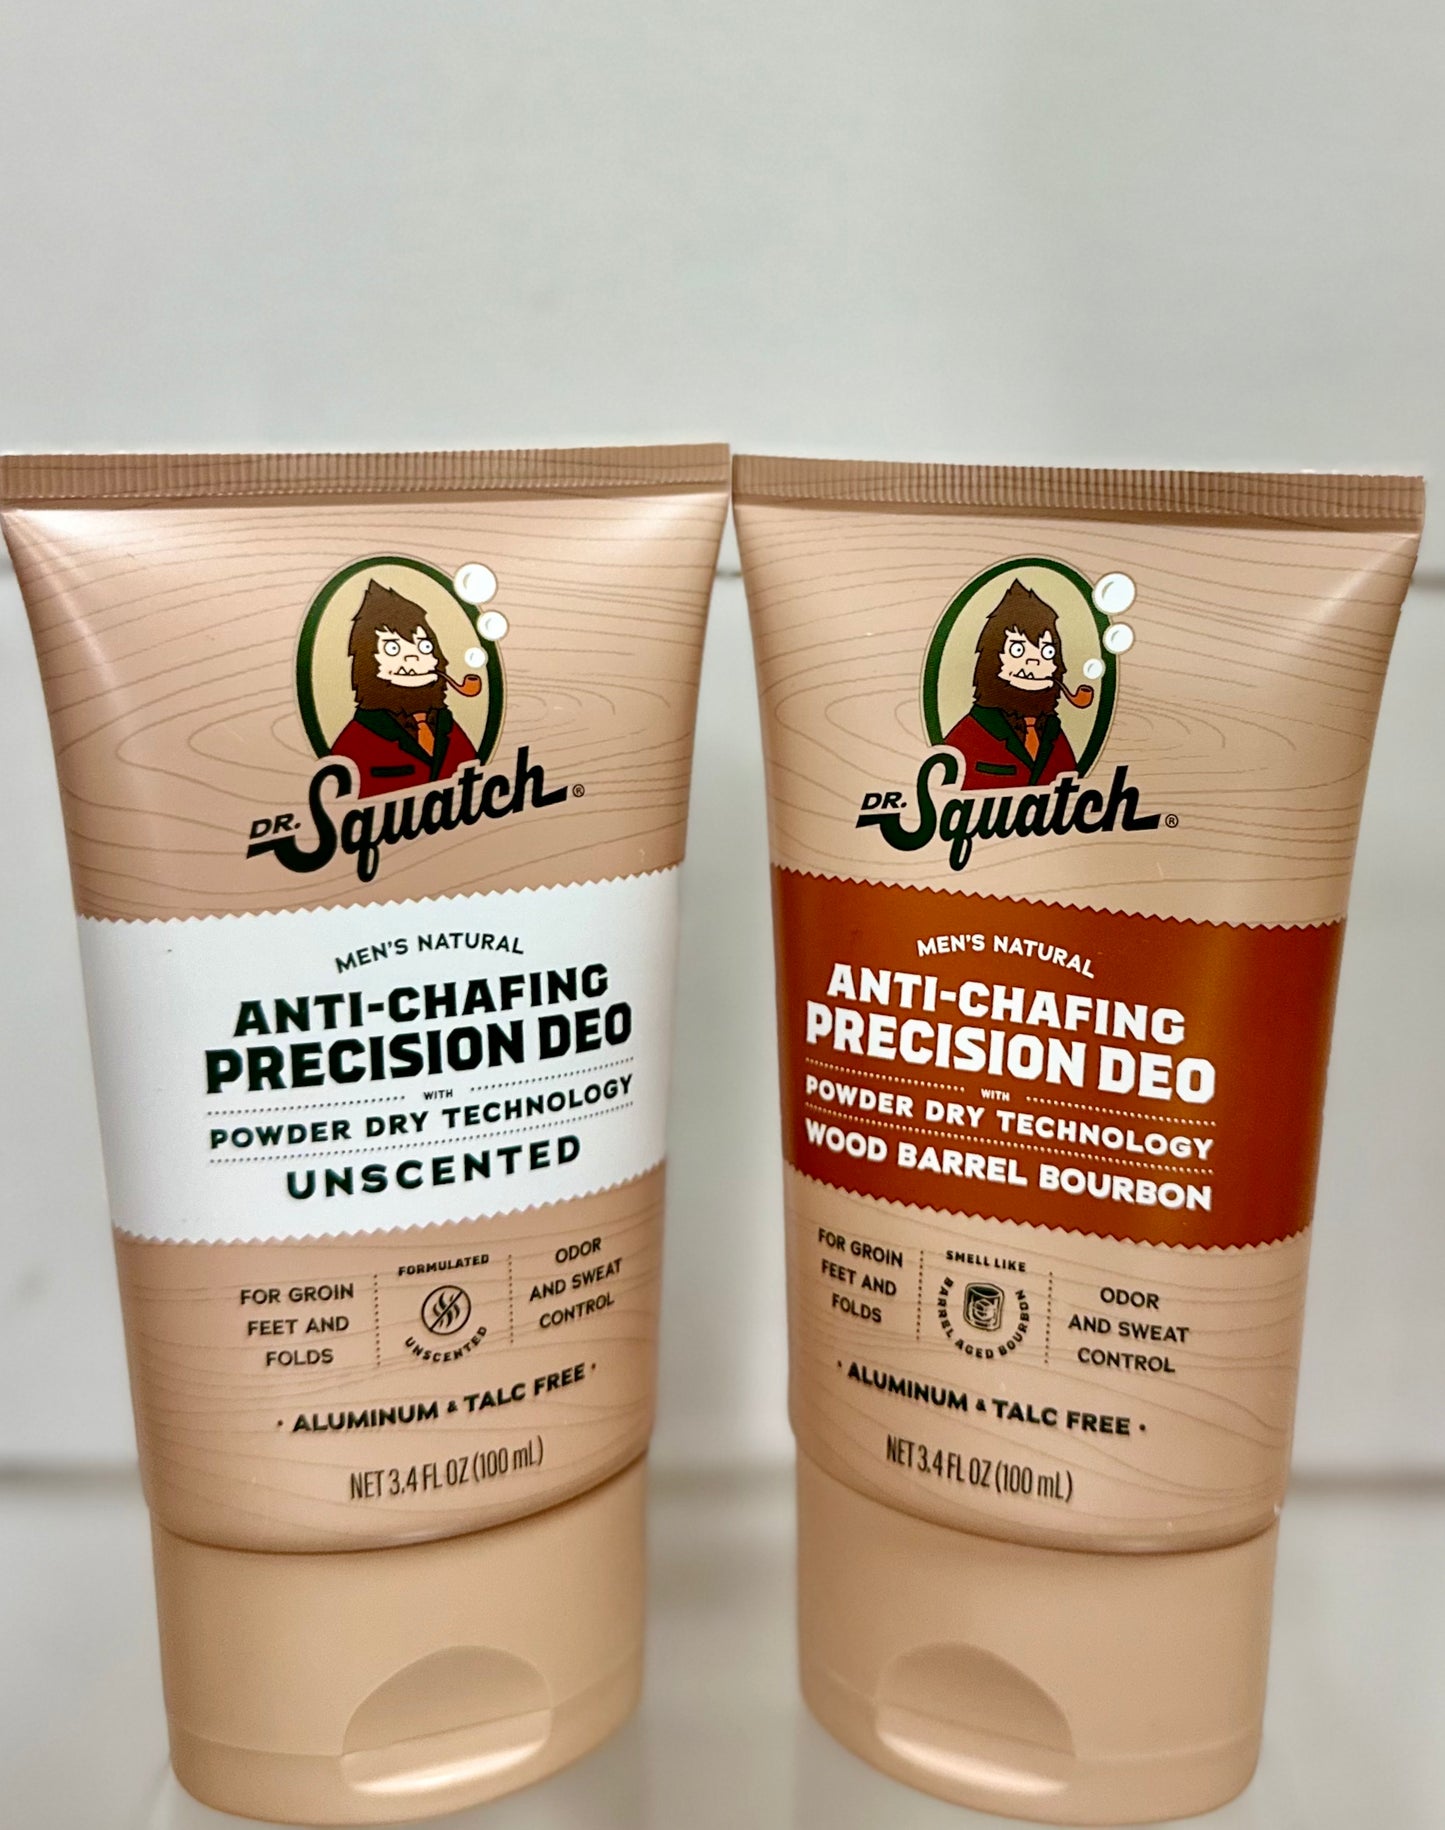 DR. Squatch®
MEN'S NATURAL
ANTI-CHAFING
PRECISION DEO
WITH
POWDER DRY TECHNOLOGY
UNSCENTED
FOR GROIN
FEET AND
FOLDS
FORMULATED
UNSCENTED
ODOR
AND SWEAT
CONTROL
• ALUMINUM & TALC FREE •
NET 3.4 FL OZ (100 mL)
DR. Squatch®
MEN'S NATURAL
ANTI-CHAFING
PRECISION DEO
WITH
POWDER DRY TECHNOLOGY
WOOD BARREL BOURBON
FOR GROIN
FEET AND
FOLDS
SMELL LIKE
BARREL AGED BOURBON
ODOR
AND SWEAT
CONTROL
• ALUMINUM & TALC FREE •
NET 3.4 FL OZ (100 mL)